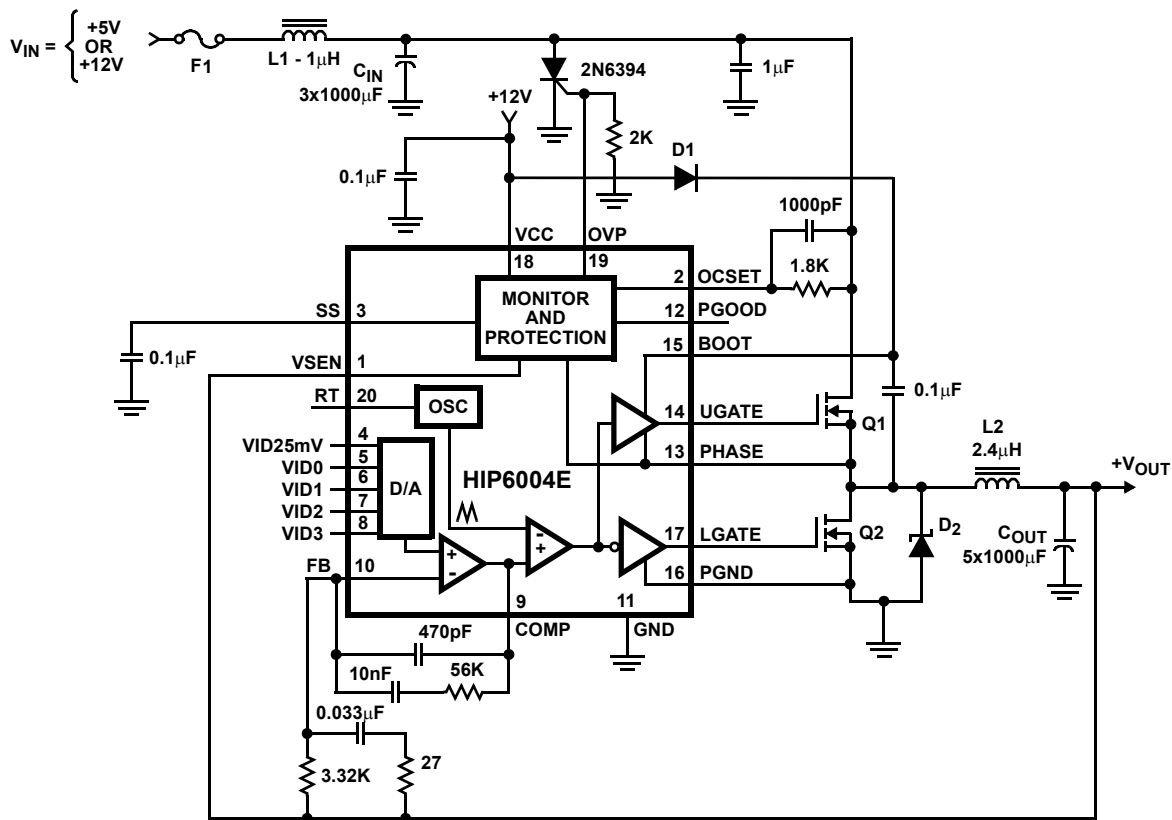 V_IN = { +5V
OR
+12V
F1
L1 - 1µH
C_IN
3x1000µF
2N6394
1µF
+12V
2K
D1
0.1µF
1000pF
VCC
OVP
18
19
2
OCSET
1.8K
MONITOR
AND
PROTECTION
SS
3
12
PGOOD
0.1µF
15
BOOT
VSEN
1
RT
20
OSC
0.1µF
14
UGATE
Q1
VID25mV
4
13
PHASE
L2
2.4µH
VID0
5
VID1
6
D/A
HIP6004E
+V_OUT
VID2
7
VID3
8
17
LGATE
Q2
D_2
C_OUT
5x1000µF
+
-
-
+
FB
10
16
PGND
9
11
COMP
GND
470pF
10nF
56K
0.033µF
3.32K
27